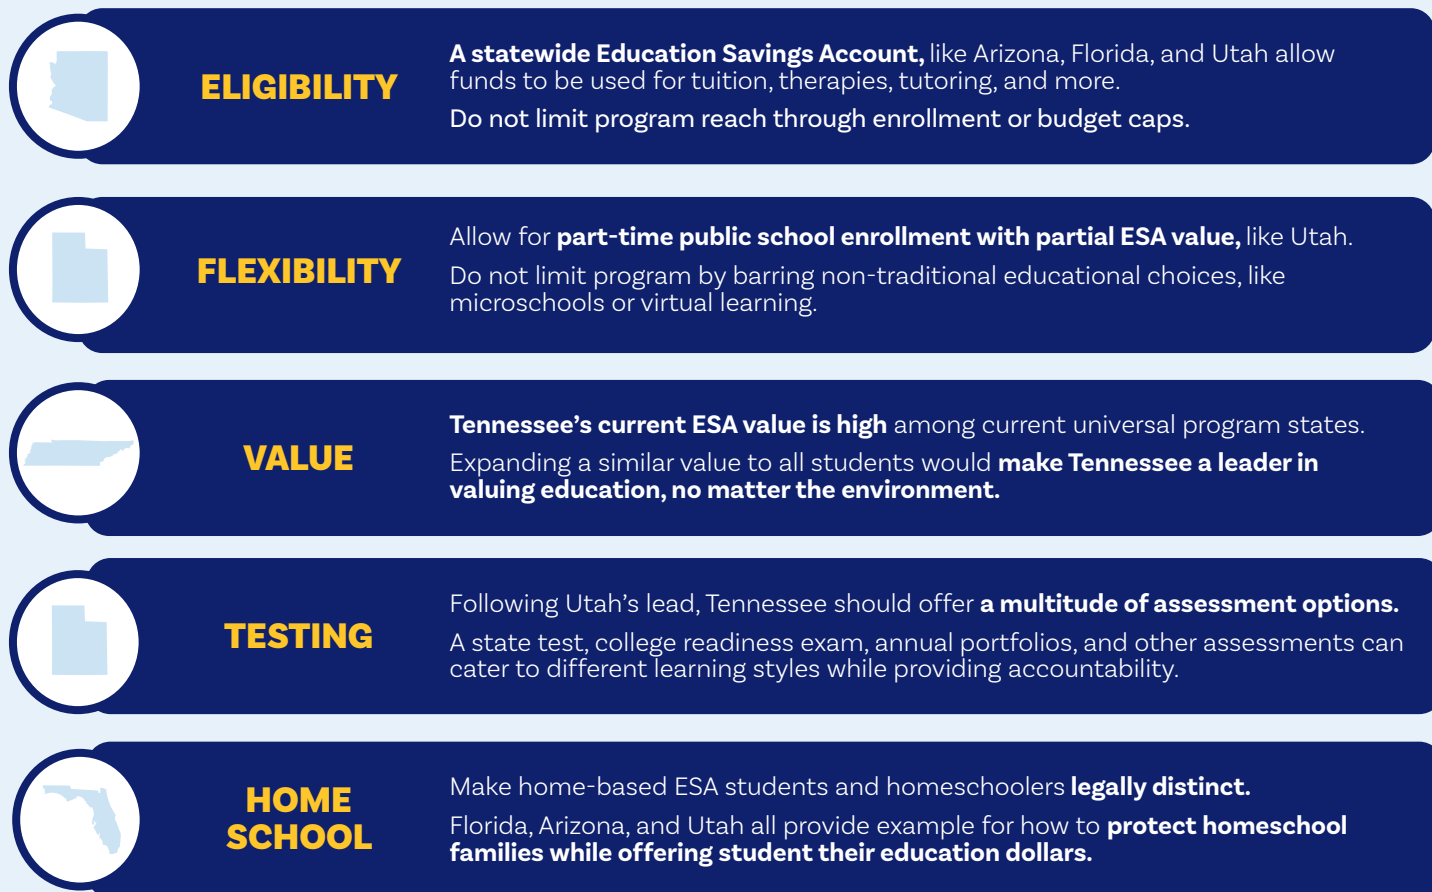 ELIGIBILITY
A statewide Education Savings Account, like Arizona, Florida, and Utah allow
funds to be used for tuition, therapies, tutoring, and more.
Do not limit program reach through enrollment or budget caps.
FLEXIBILITY
Allow for part-time public school enrollment with partial ESA value, like Utah.
Do not limit program by barring non-traditional educational choices, like
microschools or virtual learning.
VALUE
Tennessee's current ESA value is high among current universal program states.
Expanding a similar value to all students would make Tennessee a leader in
valuing education, no matter the environment.
TESTING
Following Utah's lead, Tennessee should offer a multitude of assessment options.
A state test, college readiness exam, annual portfolios, and other assessments can
cater to different learning styles while providing accountability.
HOME
SCHOOL
Make home-based ESA students and homeschoolers legally distinct.
Florida, Arizona, and Utah all provide example for how to protect homeschool
families while offering student their education dollars.